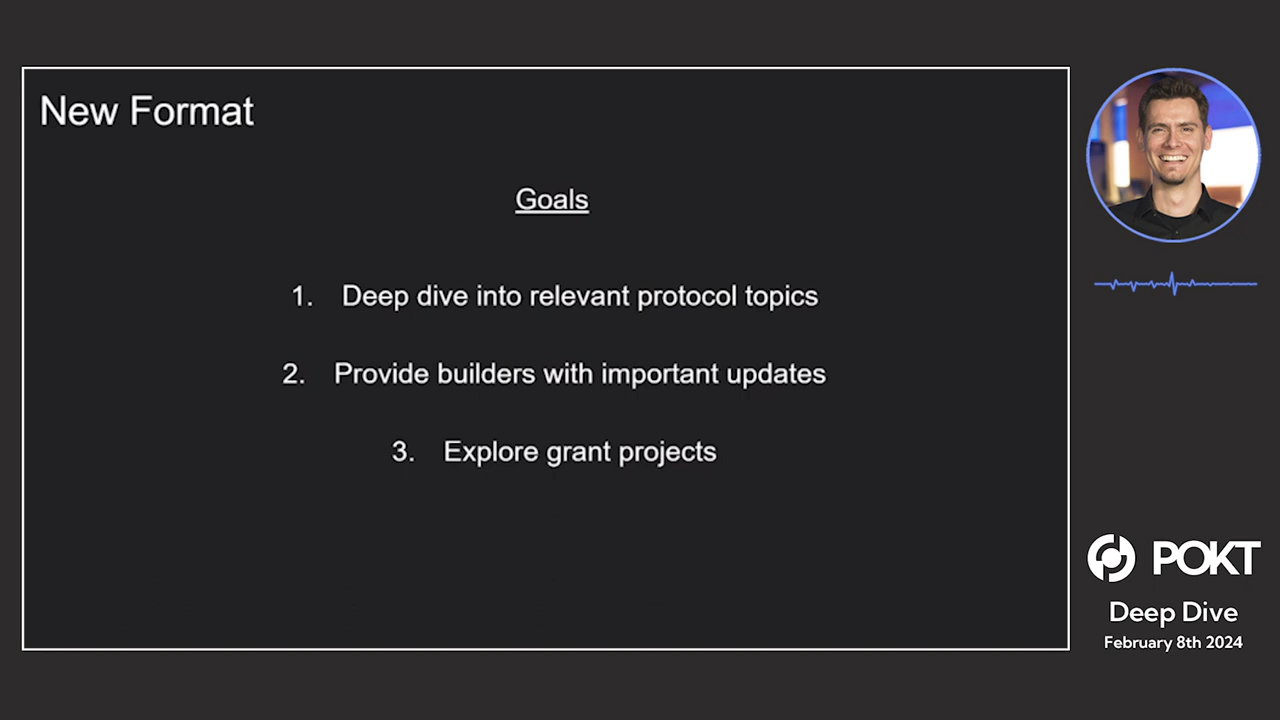 New Format
Goals
1. Deep dive into relevant protocol topics
2. Provide builders with important updates
3. Explore grant projects
POKT
Deep Dive
February 8th 2024